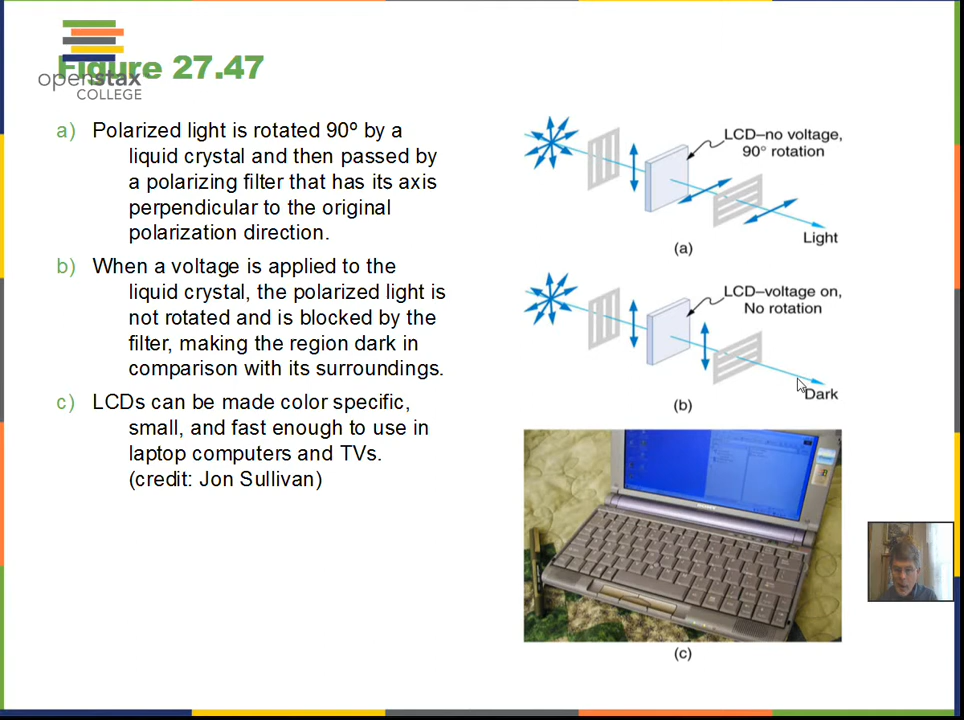 Figure 27.47
openstax
COLLEGE
a) Polarized light is rotated 90º by a
liquid crystal and then passed by
a polarizing filter that has its axis
perpendicular to the original
polarization direction.
b) When a voltage is applied to the
liquid crystal, the polarized light is
not rotated and is blocked by the
filter, making the region dark in
comparison with its surroundings.
c) LCDs can be made color specific,
small, and fast enough to use in
laptop computers and TVs.
(credit: Jon Sullivan)
LCD–no voltage,
90° rotation
Light
(a)
LCD–voltage on,
No rotation
Dark
(b)
(c)